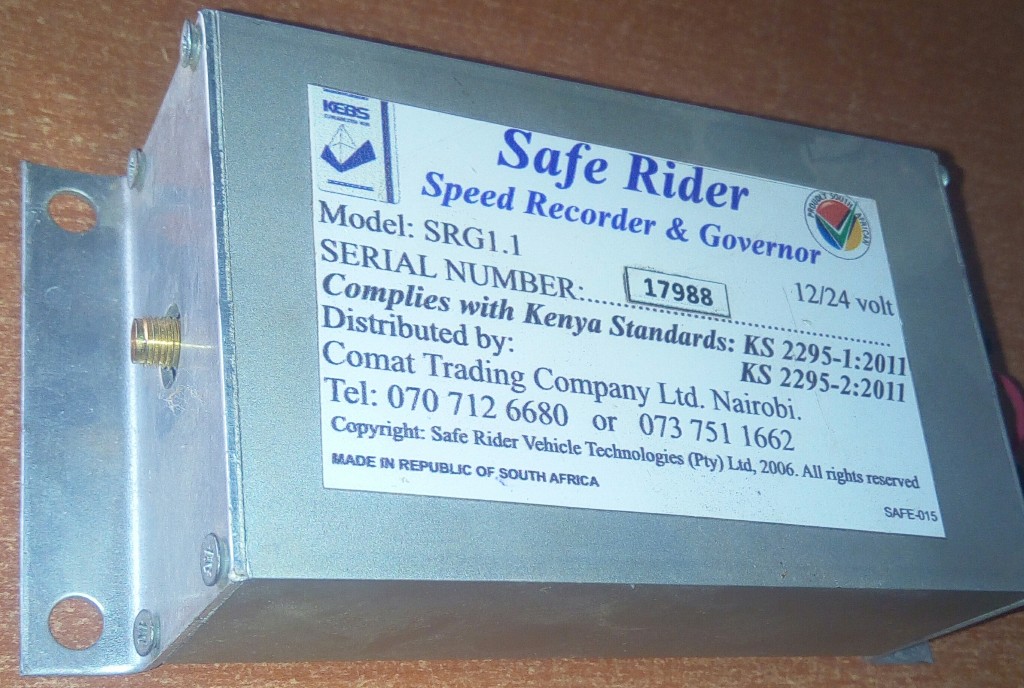 KEBS
Safe Rider
Speed Recorder & Governor
PROUDLY SOUTH AFRICAN
Model: SRG1.1
12/24 volt
SERIAL NUMBER:..... 17988
Complies with Kenya Standards: KS 2295-1:2011
KS 2295-2:2011
Distributed by:
Comat Trading Company Ltd. Nairobi.
Tel: 070 712 6680 or 073 751 1662
Copyright: Safe Rider Vehicle Technologies (Pty) Ltd, 2006. All rights reserved
MADE IN REPUBLIC OF SOUTH AFRICA
SAFE-015